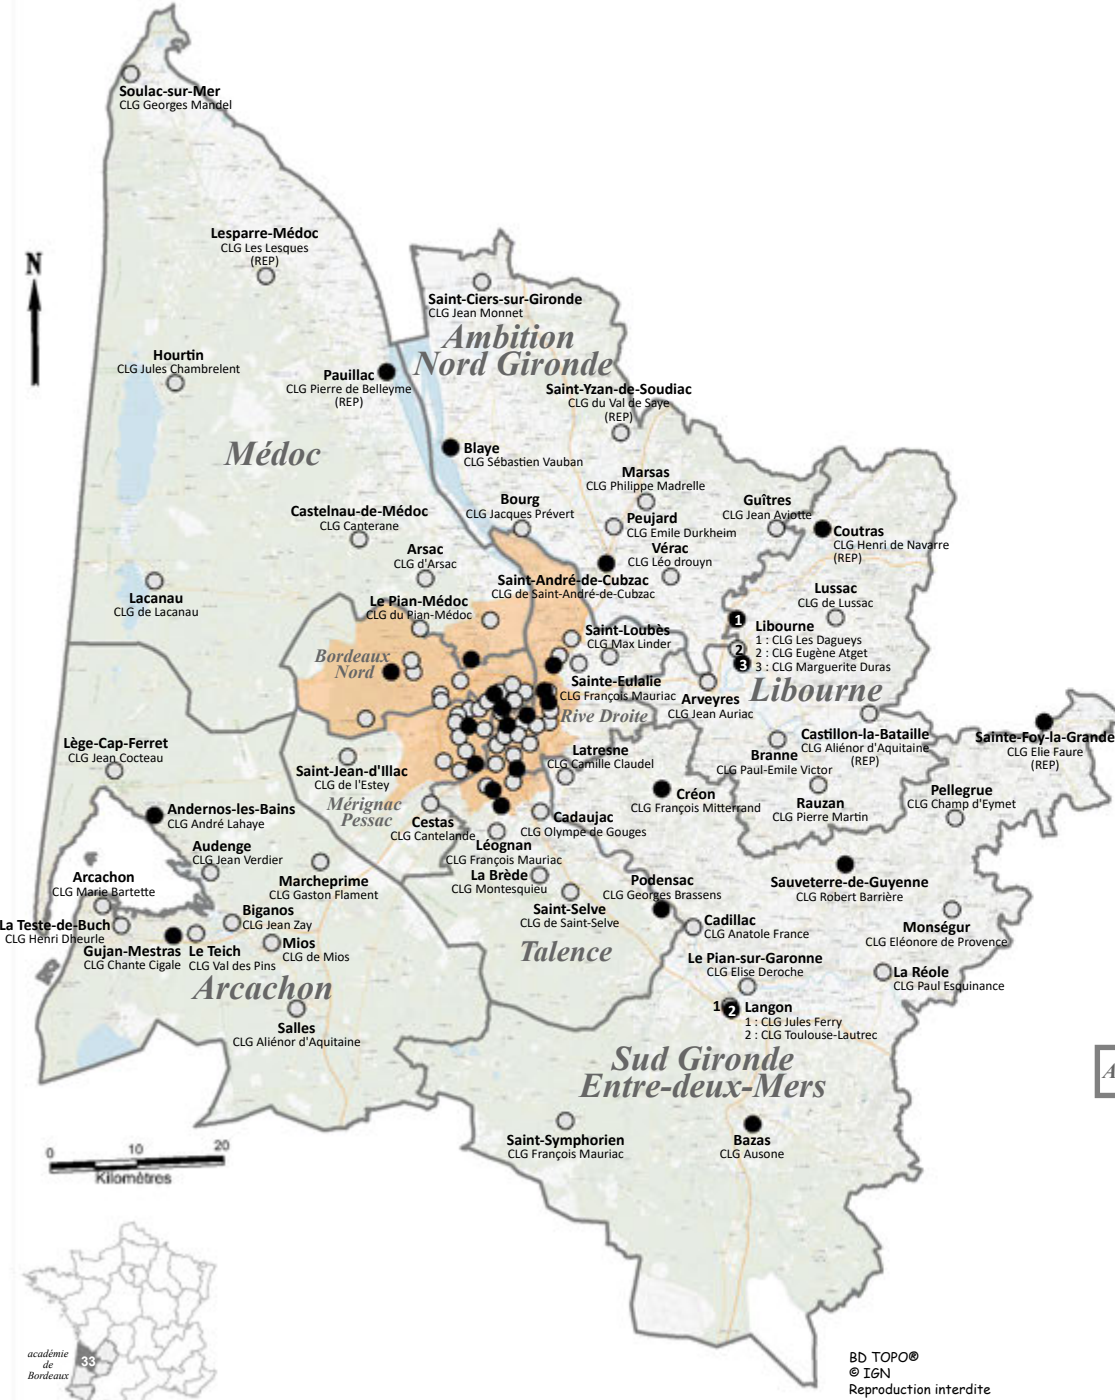 Soulac-sur-Mer
CLG Georges Mandel
Lesparre-Médoc
CLG Les Lesques
(REP)
N
Saint-Ciers-sur-Gironde
CLG Jean Monnet
Ambition
Nord Gironde
Hourtin
CLG Jules Chambrelent
Pauillac
CLG Pierre de Belleyme
(REP)
Saint-Yzan-de-Soudiac
CLG du Val de Saye
(REP)
Médoc
Blaye
CLG Sébastien Vauban
Marsas
CLG Philippe Madrelle
Castelnau-de-Médoc
CLG Canterane
Bourg
CLG Jacques Prévert
Guîtres
CLG Jean Aviotte
Peujard
CLG Emile Durkheim
Coutras
CLG Henri de Navarre
(REP)
Arsac
CLG d'Arsac
Vérac
CLG Léo drouyn
Saint-André-de-Cubzac
CLG de Saint-André-de-Cubzac
Lacanau
CLG de Lacanau
Le Pian-Médoc
CLG du Pian-Médoc
Lussac
CLG de Lussac
1
Libourne
1 : CLG Les Dagueys
2 : CLG Eugène Atget
3 : CLG Marguerite Duras
2
3
Saint-Loubès
CLG Max Linder
Bordeaux
Nord
Sainte-Eulalie
CLG François Mauriac
Rive Droite
Arveyres
CLG Jean Auriac
Libourne
Lège-Cap-Ferret
CLG Jean Cocteau
Saint-Jean-d'Illac
CLG de l'Estey
Latresne
CLG Camille Claudel
Branne
CLG Paul-Emile Victor
Castillon-la-Bataille
CLG Aliénor d'Aquitaine
(REP)
Sainte-Foy-la-Grande
CLG Elie Faure
(REP)
Mérignac
Pessac
Andernos-les-Bains
CLG André Lahaye
Cestas
CLG Cantelande
Cadaujac
CLG Olympe de Gouges
Créon
CLG François Mitterrand
Rauzan
CLG Pierre Martin
Pellegrue
CLG Champ d'Eymet
Audenge
CLG Jean Verdier
Léognan
CLG François Mauriac
Arcachon
CLG Marie Bartette
Marcheprime
CLG Gaston Flament
La Brède
CLG Montesquieu
Podensac
CLG Georges Brassens
Sauveterre-de-Guyenne
CLG Robert Barrière
La Teste-de-Buch
CLG Henri Dheurle
Biganos
CLG Jean Zay
Saint-Selve
CLG de Saint-Selve
Cadillac
CLG Anatole France
Monségur
CLG Eléonore de Provence
Gujan-Mestras
CLG Chante Cigale
Le Teich
CLG Val des Pins
Mios
CLG de Mios
Talence
Le Pian-sur-Garonne
CLG Elise Deroche
La Réole
CLG Paul Esquinance
Arcachon
1
2
Langon
1 : CLG Jules Ferry
2 : CLG Toulouse-Lautrec
Salles
CLG Aliénor d'Aquitaine
Sud Gironde
Entre-deux-Mers
A
Saint-Symphorien
CLG François Mauriac
Bazas
CLG Ausone
0 10 20
Kilomètres
académie
de
Bordeaux
33
BD TOPO®
© IGN
Reproduction interdite